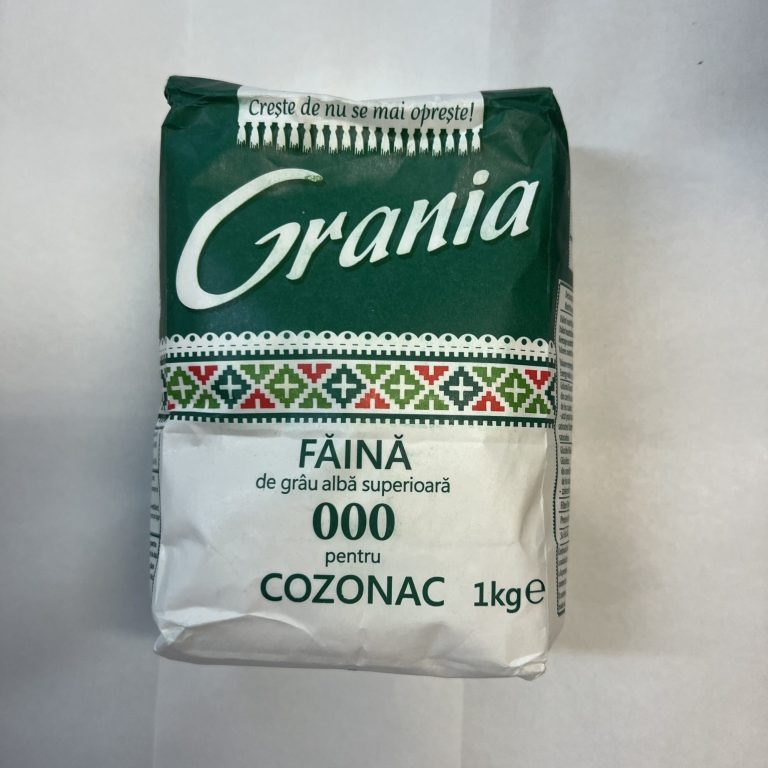 Crește de nu se mai oprește!
Grania
FĂINĂ
de grâu albă superioară
000
pentru
COZONAC 1kg e